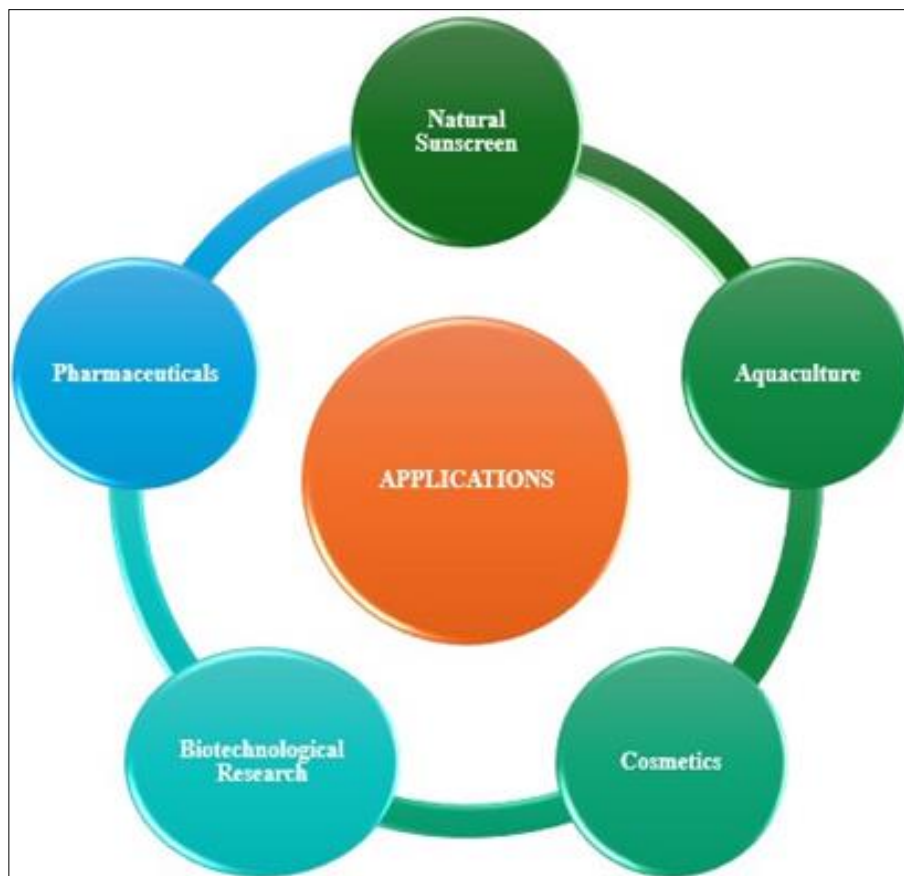 Natural
Sunscreen
Pharmaceuticals
Aquaculture
APPLICATIONS
Biotechnological
Research
Cosmetics